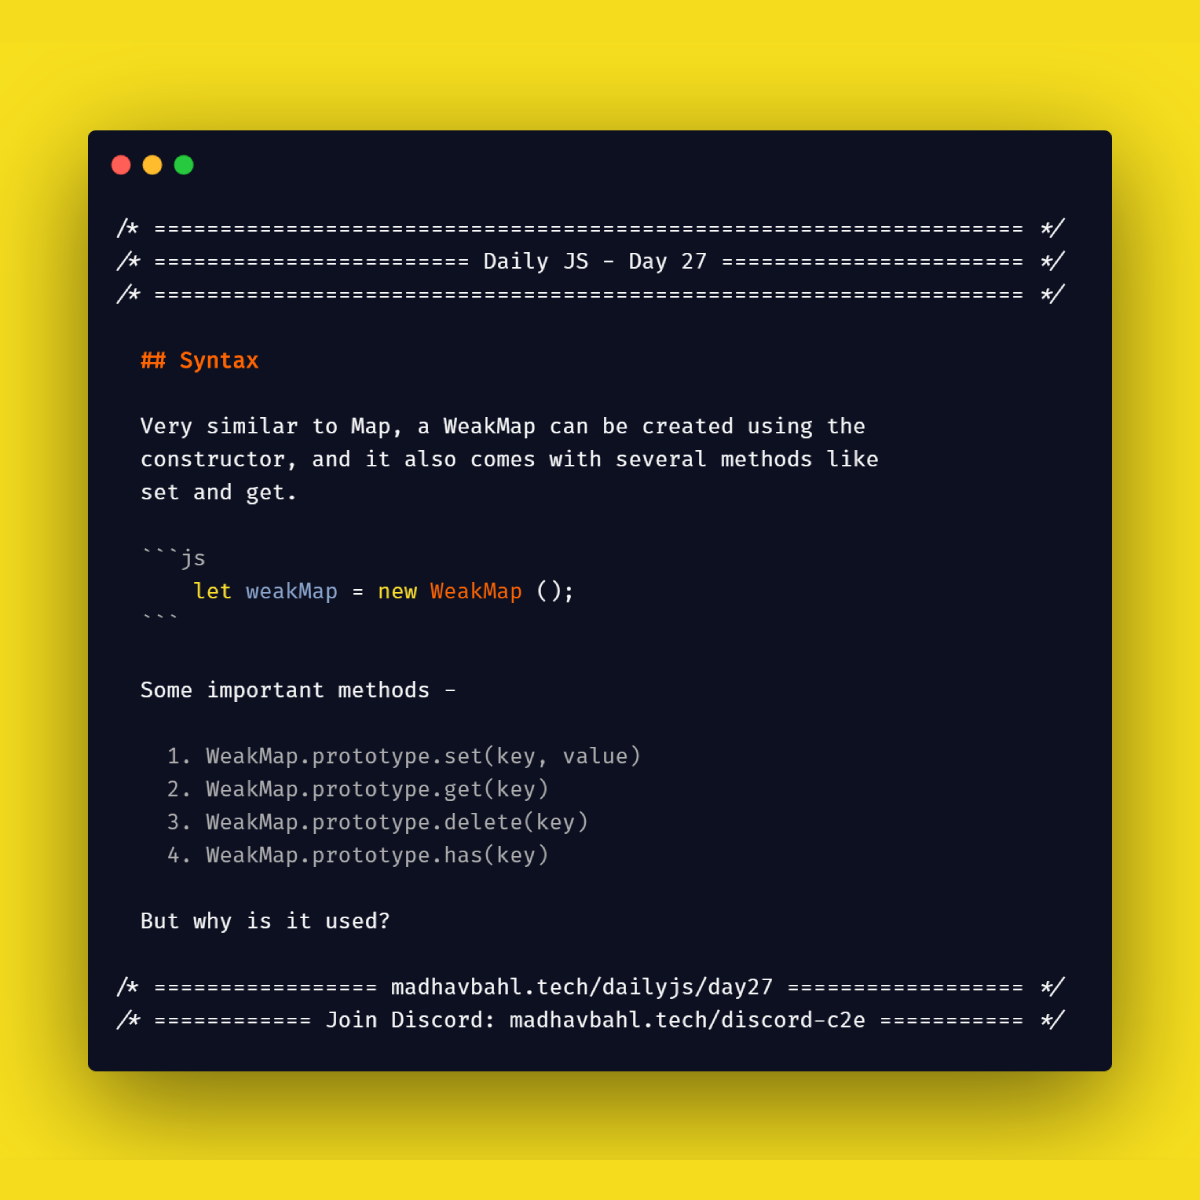 /* ================================================================== */
/* ======================== Daily JS - Day 27 ======================= */
/* ================================================================== */
## Syntax
Very similar to Map, a WeakMap can be created using the
constructor, and it also comes with several methods like
set and get.
```js
let weakMap = new WeakMap ();
```
Some important methods -
1. WeakMap.prototype.set(key, value)
2. WeakMap.prototype.get(key)
3. WeakMap.prototype.delete(key)
4. WeakMap.prototype.has(key)
But why is it used?
/* ================= madhavbahl.tech/dailyjs/day27 ================== */
/* ============ Join Discord: madhavbahl.tech/discord-c2e =========== */